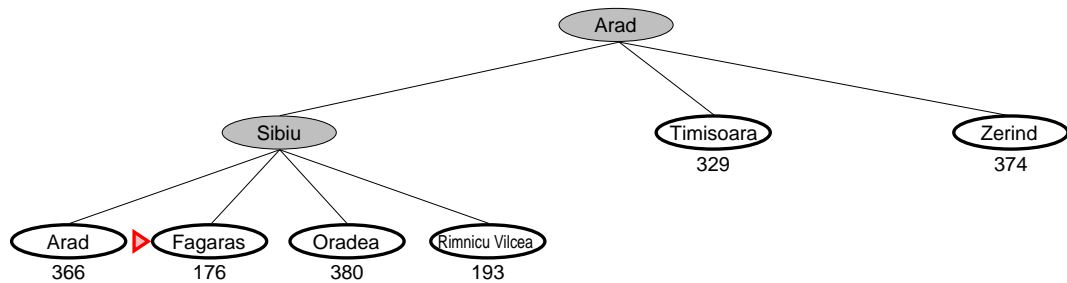 Arad
Sibiu
Timisoara
Zerind
329
374
Arad
Fagaras
Oradea
Rimnicu Vilcea
366
176
380
193